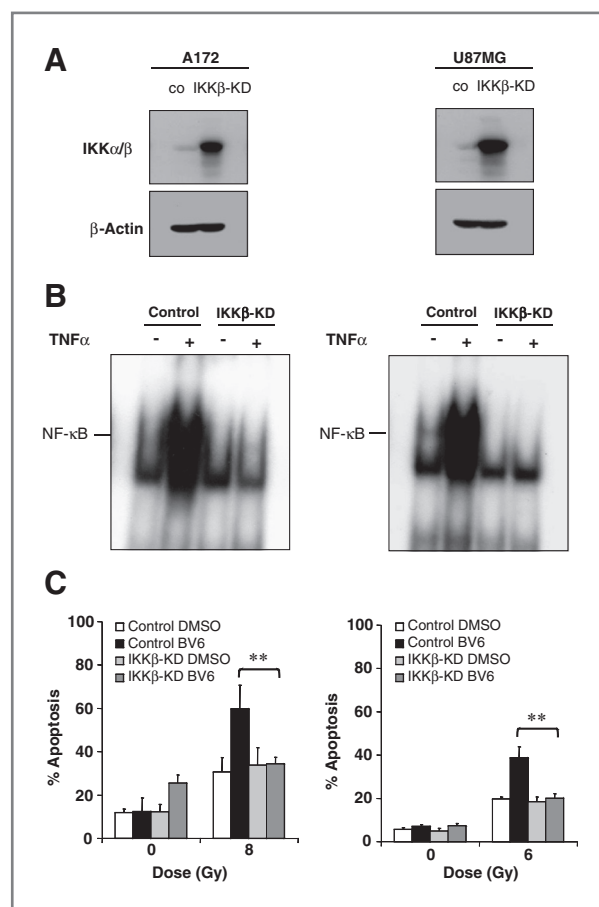 A
A172
U87MG
co IKKβ-KD
co IKKβ-KD
IKKα/β
β-Actin
B
Control IKKβ-KD
Control IKKβ-KD
TNFα - + - +
TNFα - + - +
NF-κB
NF-κB
C
100
80
60
40
20
0
% Apoptosis
Control DMSO
Control BV6
IKKβ-KD DMSO
IKKβ-KD BV6
**
0 8
Dose (Gy)
100
80
60
40
20
0
% Apoptosis
Control DMSO
Control BV6
IKKβ-KD DMSO
IKKβ-KD BV6
**
0 6
Dose (Gy)